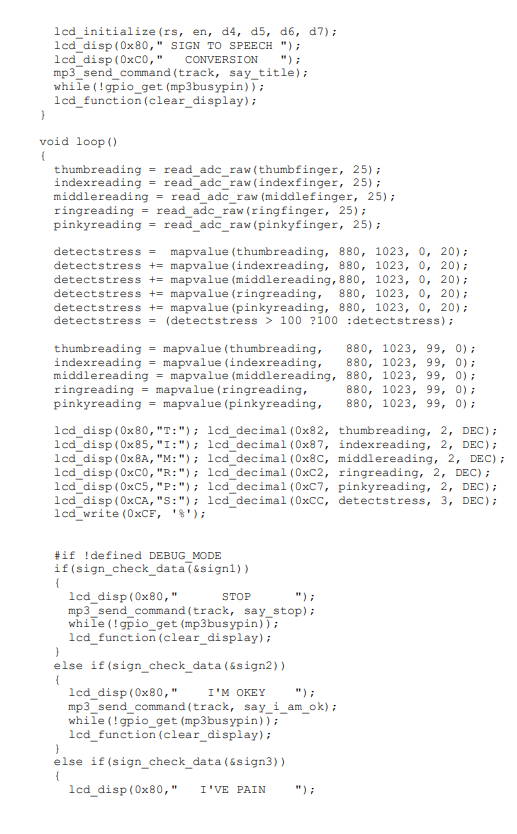 lcd_initialize(rs, en, d4, d5, d6, d7);
lcd_disp(0x80," SIGN TO SPEECH ");
lcd_disp(0xC0,"   CONVERSION   ");
mp3_send_command(track, say_title);
while(!gpio_get(mp3busypin));
lcd_function(clear_display);
}
void loop()
{
thumbreading = read_adc_raw(thumbfinger, 25);
indexreading = read_adc_raw(indexfinger, 25);
middlereading = read_adc_raw(middlefinger, 25);
ringreading = read_adc_raw(ringfinger, 25);
pinkyreading = read_adc_raw(pinkyfinger, 25);
detectstress =  mapvalue(thumbreading, 880, 1023, 0, 20);
detectstress += mapvalue(indexreading, 880, 1023, 0, 20);
detectstress += mapvalue(middlereading,880, 1023, 0, 20);
detectstress += mapvalue(ringreading,  880, 1023, 0, 20);
detectstress += mapvalue(pinkyreading, 880, 1023, 0, 20);
detectstress = (detectstress > 100 ?100 :detectstress);
thumbreading = mapvalue(thumbreading,   880, 1023, 99, 0);
indexreading = mapvalue(indexreading,   880, 1023, 99, 0);
middlereading = mapvalue(middlereading, 880, 1023, 99, 0);
ringreading = mapvalue(ringreading,     880, 1023, 99, 0);
pinkyreading = mapvalue(pinkyreading,   880, 1023, 99, 0);
lcd_disp(0x80,"T:"); lcd_decimal(0x82, thumbreading, 2, DEC);
lcd_disp(0x85,"I:"); lcd_decimal(0x87, indexreading, 2, DEC);
lcd_disp(0x8A,"M:"); lcd_decimal(0x8C, middlereading, 2, DEC);
lcd_disp(0xC0,"R:"); lcd_decimal(0xC2, ringreading, 2, DEC);
lcd_disp(0xC5,"P:"); lcd_decimal(0xC7, pinkyreading, 2, DEC);
lcd_disp(0xCA,"S:"); lcd_decimal(0xCC, detectstress, 3, DEC);
lcd_write(0xCF, '%');
#if !defined DEBUG_MODE
if(sign_check_data(&sign1))
{
lcd_disp(0x80,"      STOP      ");
mp3_send_command(track, say_stop);
while(!gpio_get(mp3busypin));
lcd_function(clear_display);
}
else if(sign_check_data(&sign2))
{
lcd_disp(0x80,"    I'M OKEY    ");
mp3_send_command(track, say_i_am_ok);
while(!gpio_get(mp3busypin));
lcd_function(clear_display);
}
else if(sign_check_data(&sign3))
{
lcd_disp(0x80,"   I'VE PAIN    ");